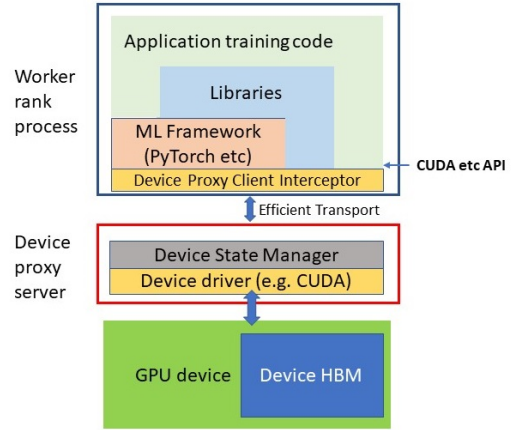 Application training code
Worker
rank
process
Libraries
ML Framework
(PyTorch etc)
CUDA etc API
Device Proxy Client Interceptor
Efficient Transport
Device
proxy
server
Device State Manager
Device driver (e.g. CUDA)
GPU device
Device HBM